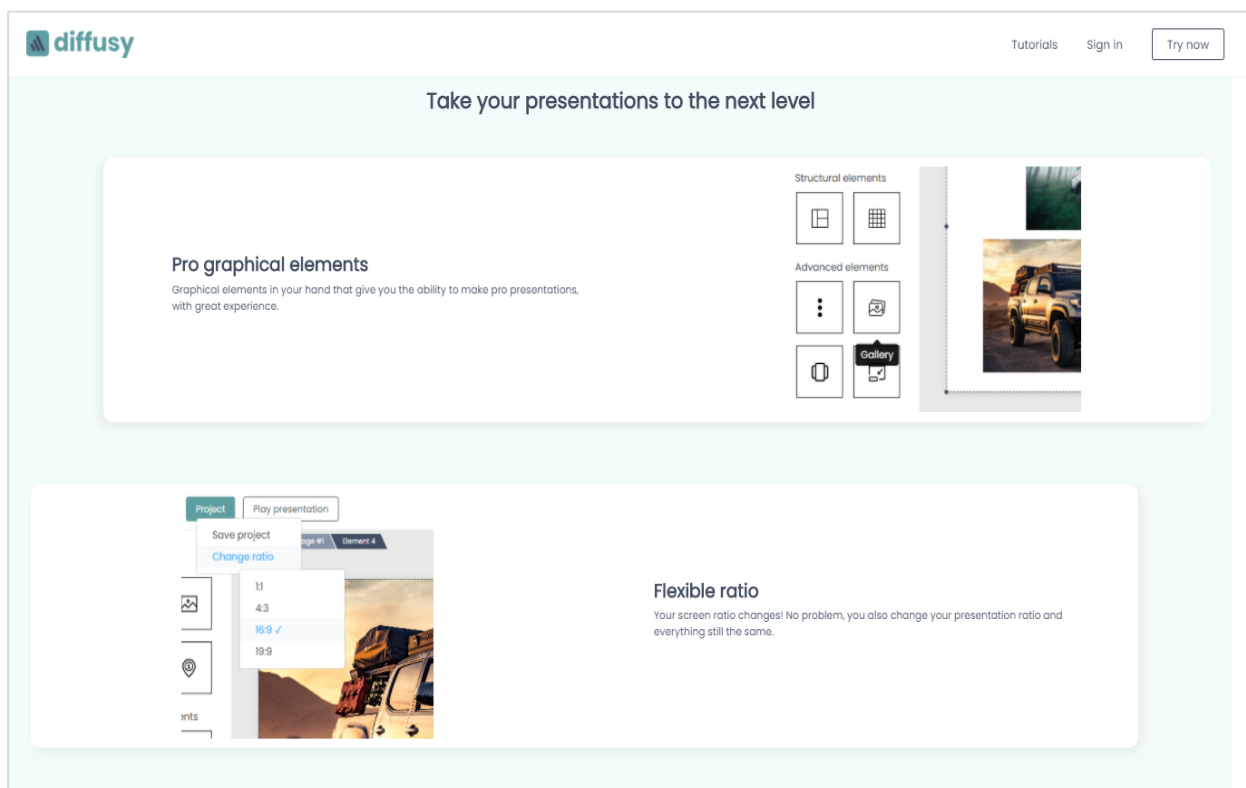 diffusy
Tutorials
Sign in
Try now
Take your presentations to the next level
Pro graphical elements
Graphical elements in your hand that give you the ability to make pro presentations,
with great experience.
Structural elements
Advanced elements
Gallery
Project
Play presentation
Save project
Change ratio
#1
Element 4
1:1
4:3
16:9 ✓
19:9
Flexible ratio
Your screen ratio changes! No problem, you also change your presentation ratio and
everything still the same.